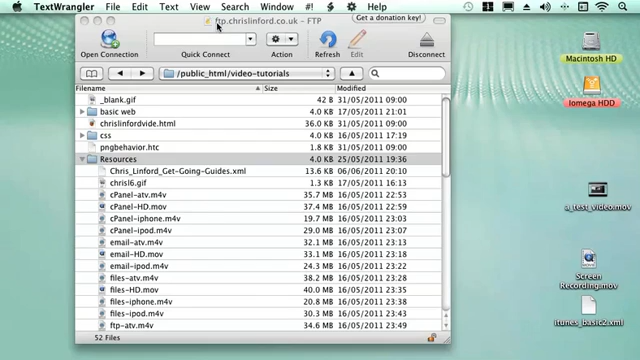 TextWrangler File Edit Text View Search Window #! Help
ftp.chrislinford.co.uk - FTP
Get a donation key!
Open Connection Quick Connect Action Refresh Edit Disconnect
/public_html/video-tutorials
Filename Size Modified
_blank.gif 42 B 31/05/2011 09:00
basic web 4.0 KB 17/05/2011 21:01
chrislinfordvide.html 36.0 KB 31/05/2011 09:00
css 4.0 KB 16/05/2011 17:19
pngbehavior.htc 1.8 KB 31/05/2011 09:00
Resources 4.0 KB 25/05/2011 19:36
Chris_Linford_Get-Going-Guides.xml 13.6 KB 06/06/2011 20:10
chrisl6.gif 1.3 KB 17/05/2011 16:13
cPanel-atv.m4v 35.7 MB 16/05/2011 22:53
cPanel-HD.mov 37.4 MB 16/05/2011 22:59
cPanel-iphone.m4v 19.7 MB 16/05/2011 23:03
cPanel-ipod.m4v 29.0 MB 16/05/2011 23:07
email-atv.m4v 32.1 MB 16/05/2011 23:13
email-HD.mov 33.1 MB 16/05/2011 23:18
email-ipod.m4v 24.3 MB 16/05/2011 23:22
files-atv.m4v 38.2 MB 16/05/2011 23:28
files-HD.mov 40.0 MB 16/05/2011 23:35
files-iphone.m4v 20.8 MB 16/05/2011 23:38
files-ipod.m4v 30.3 MB 16/05/2011 23:43
ftp-atv.m4v 34.6 MB 16/05/2011 23:49
52 Files
Macintosh HD
Iomega HDD
a_test_video.mov
Screen
Recording.mov
itunes_basic2.xml